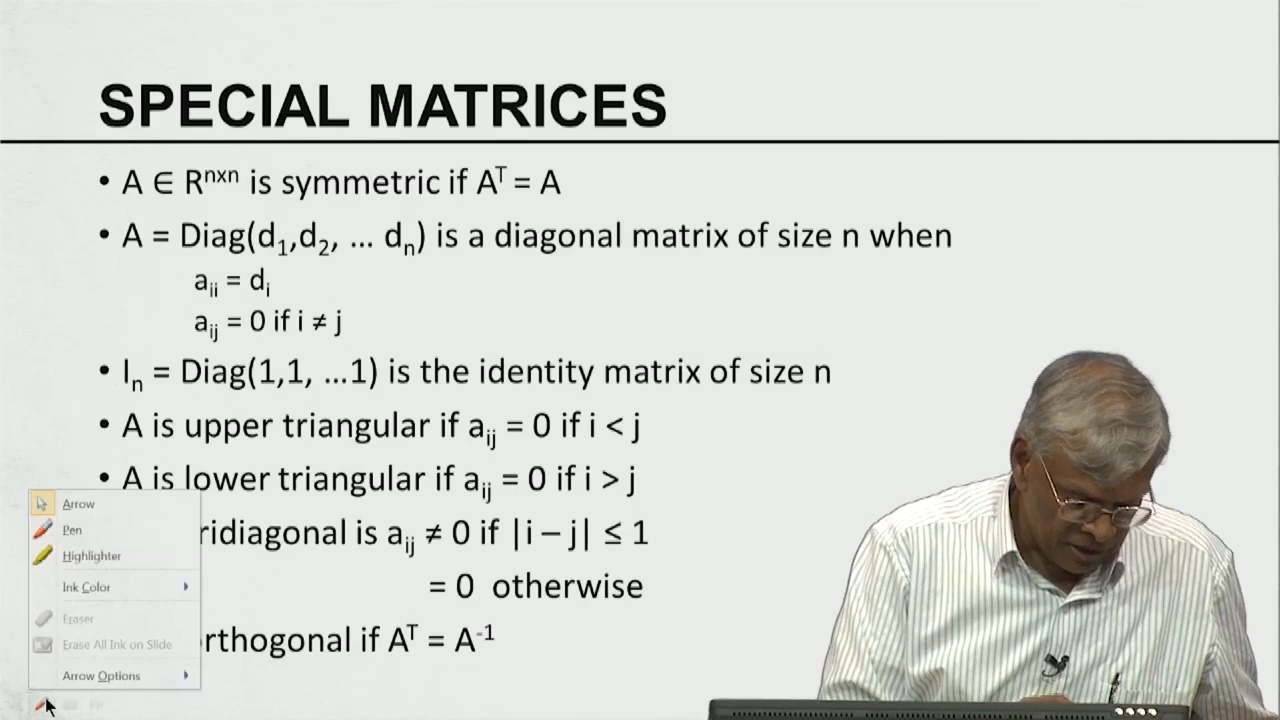 SPECIAL MATRICES
• A ∈ Rⁿˣⁿ is symmetric if Aᵀ = A
• A = Diag(d₁,d₂, … dₙ) is a diagonal matrix of size n when
aᵢᵢ = dᵢ
aᵢⱼ = 0 if i ≠ j
• Iₙ = Diag(1,1, …1) is the identity matrix of size n
• A is upper triangular if aᵢⱼ = 0 if i < j
• A is lower triangular if aᵢⱼ = 0 if i > j
ridiagonal is aᵢⱼ ≠ 0 if |i – j| ≤ 1
= 0 otherwise
rthogonal if Aᵀ = A⁻¹
Arrow
Pen
Highlighter
Ink Color
Eraser
Erase All Ink on Slide
Arrow Options